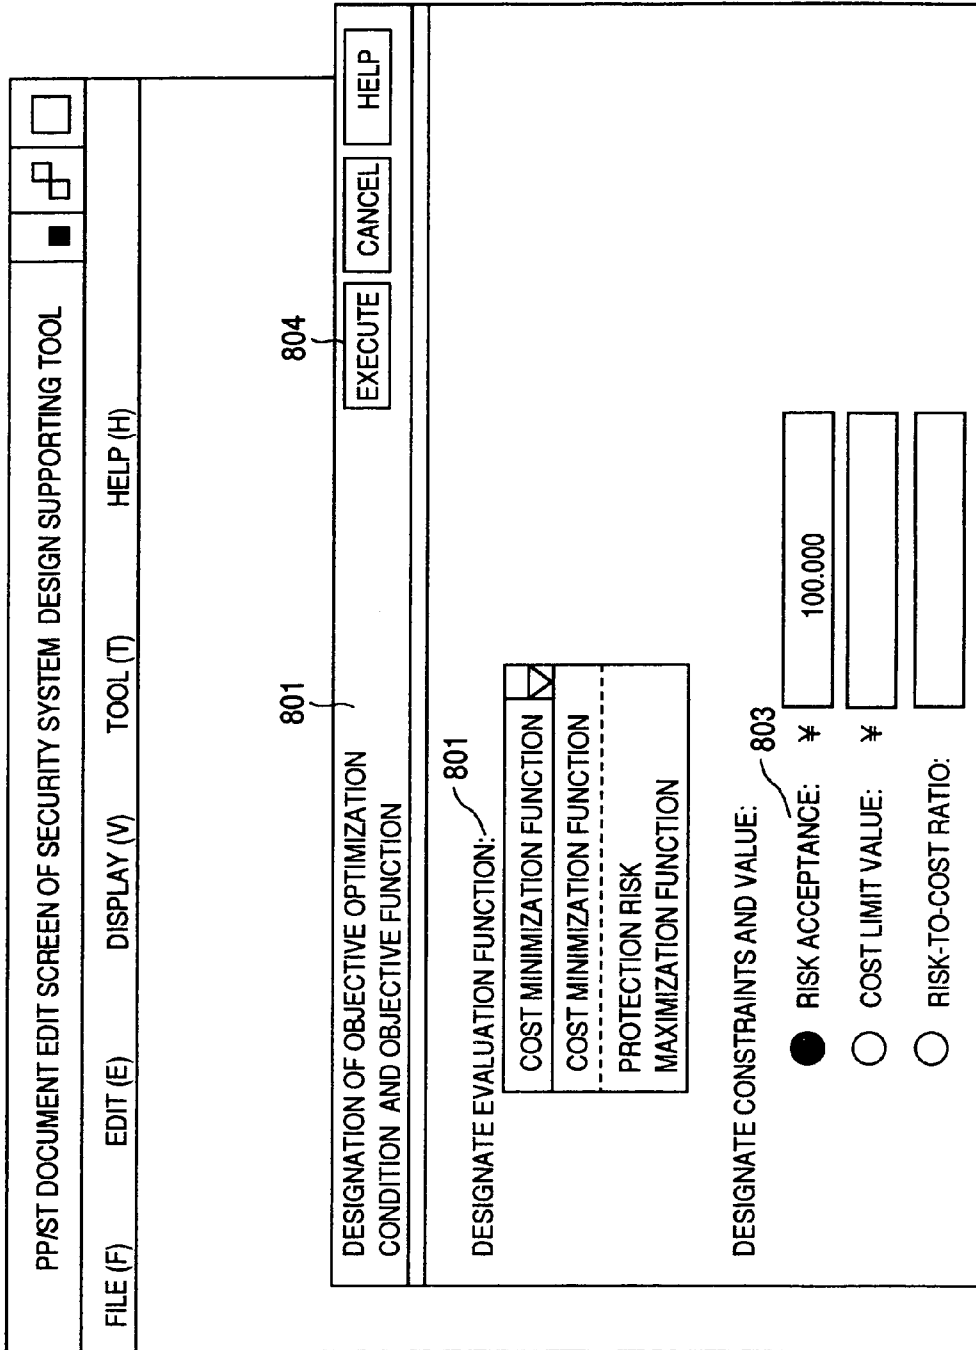 PP/ST DOCUMENT EDIT SCREEN OF SECURITY SYSTEM DESIGN SUPPORTING TOOL
FILE (F) EDIT (E) DISPLAY (V) TOOL (T) HELP (H)
801
804
DESIGNATION OF OBJECTIVE OPTIMIZATION
CONDITION AND OBJECTIVE FUNCTION
EXECUTE CANCEL HELP
DESIGNATE EVALUATION FUNCTION: 801
COST MINIMIZATION FUNCTION
COST MINIMIZATION FUNCTION
PROTECTION RISK
MAXIMIZATION FUNCTION
DESIGNATE CONSTRAINTS AND VALUE:
803
RISK ACCEPTANCE: ¥ 100.000
COST LIMIT VALUE: ¥
RISK-TO-COST RATIO: